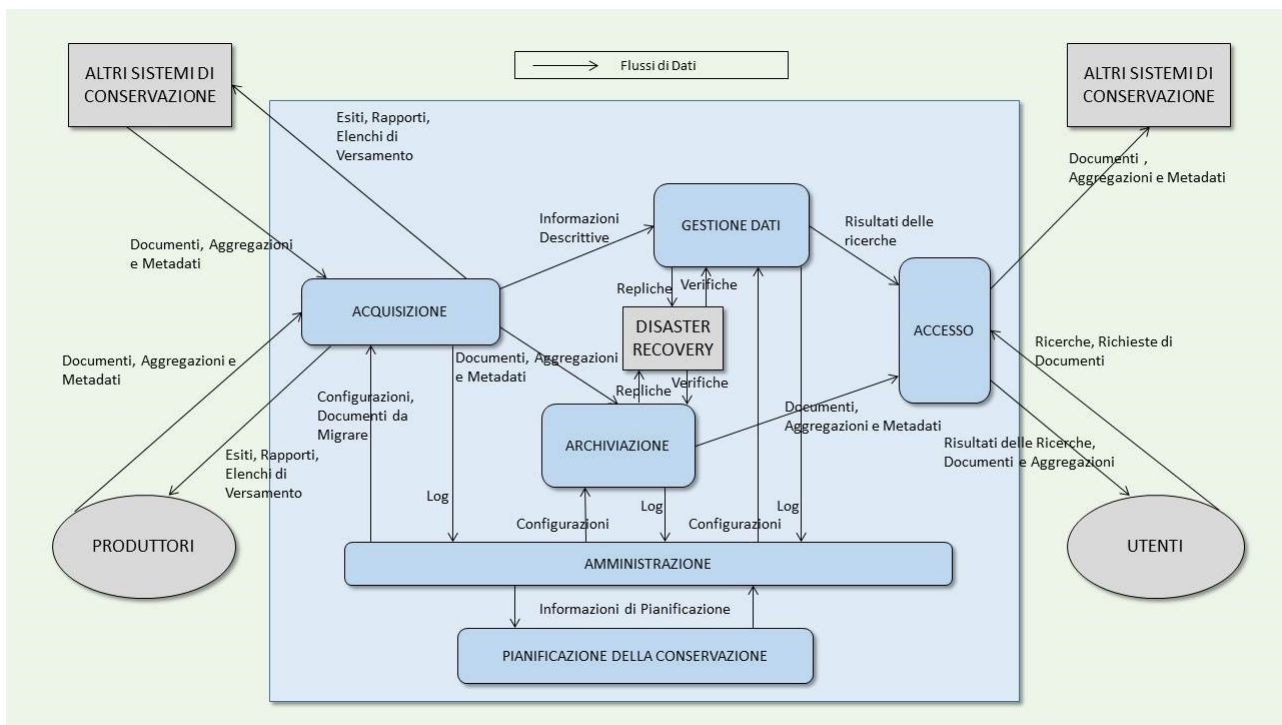 ALTRI SISTEMI DI
CONSERVAZIONE
Flussi di Dati
ALTRI SISTEMI DI
CONSERVAZIONE
Esiti, Rapporti,
Elenchi di
Versamento
Documenti ,
Aggregazioni e Metadati
Informazioni
Descrittive
GESTIONE DATI
Risultati delle
ricerche
Documenti, Aggregazioni
e Metadati
Repliche
Verifiche
ACQUISIZIONE
DISASTER
RECOVERY
ACCESSO
Ricerche, Richieste di
Documenti
Documenti, Aggregazioni e
Metadati
Documenti, Aggregazioni
e Metadati
Repliche
Verifiche
Configurazioni,
Documenti da
Migrare
Documenti,
Aggregazioni e Metadati
ARCHIVIAZIONE
Risultati delle Ricerche,
Documenti e Aggregazioni
Esiti, Rapporti,
Elenchi di
Versamento
Log
Configurazioni
Log
Configurazioni
Log
PRODUTTORI
UTENTI
AMMINISTRAZIONE
Informazioni di Pianificazione
PIANIFICAZIONE DELLA CONSERVAZIONE